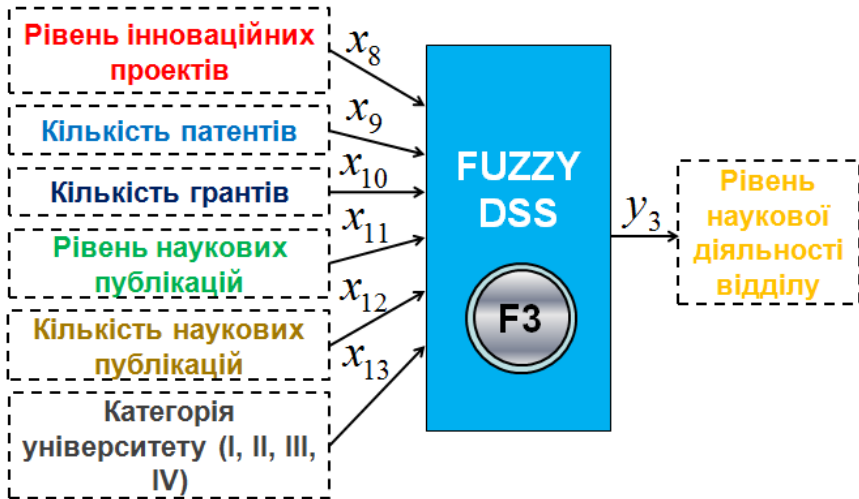 Рівень інноваційних
проектів
x8
Кількість патентів
x9
Кількість грантів
x10
Рівень наукових
публікацій
x11
Кількість наукових
публікацій
x12
Категорія
університету (I, II, III,
IV)
x13
FUZZY
DSS
F3
y3
Рівень
наукової
діяльності
відділу